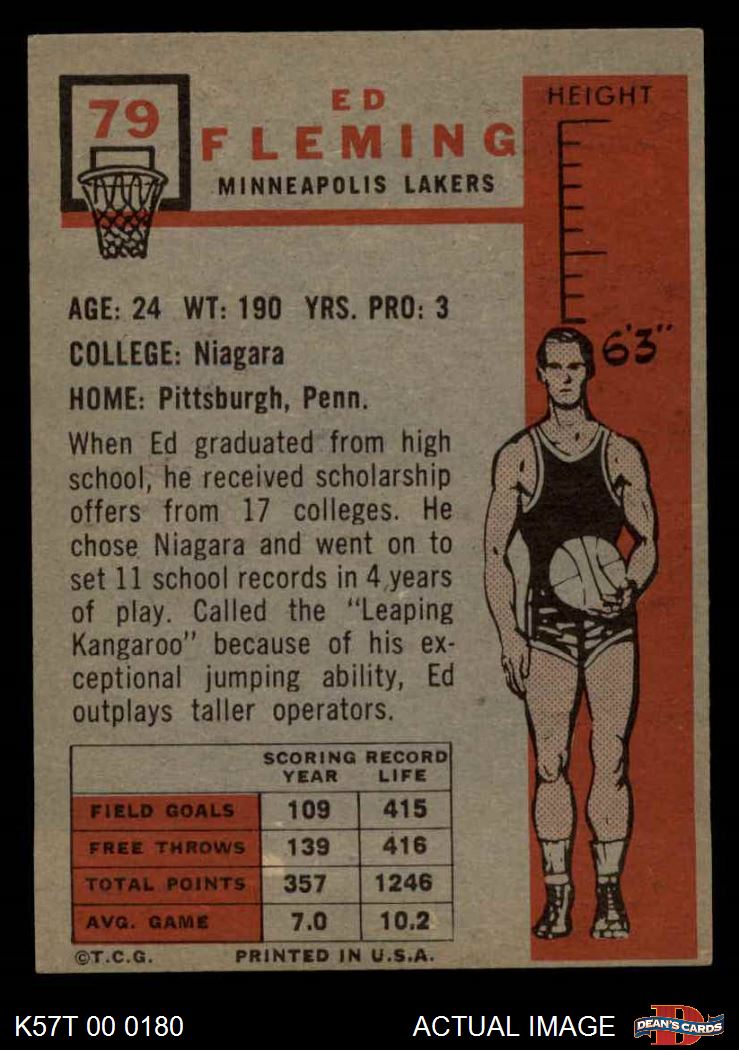 79
ED
FLEMING
MINNEAPOLIS LAKERS
HEIGHT
6'3"
AGE: 24 WT: 190 YRS. PRO: 3
COLLEGE: Niagara
HOME: Pittsburgh, Penn.
When Ed graduated from high
school, he received scholarship
offers from 17 colleges. He
chose Niagara and went on to
set 11 school records in 4 years
of play. Called the "Leaping
Kangaroo" because of his ex-
ceptional jumping ability, Ed
outplays taller operators.
SCORING RECORD
YEAR LIFE
FIELD GOALS 109 415
FREE THROWS 139 416
TOTAL POINTS 357 1246
AVG. GAME 7.0 10.2
©T.C.G. PRINTED IN U.S.A.
K57T 00 0180 ACTUAL IMAGE
DEAN'S CARDS